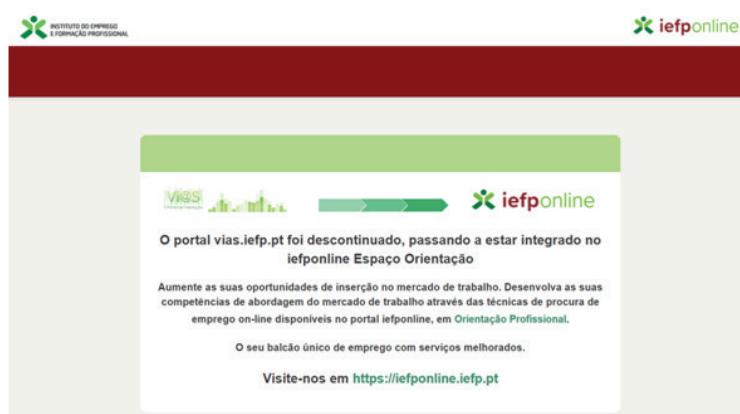 INSTITUTO DO EMPREGO
E FORMAÇÃO PROFISSIONAL
iefponline
vias
iefponline
O portal vias.iefp.pt foi descontinuado, passando a estar integrado no
iefponline Espaço Orientação
Aumente as suas oportunidades de inserção no mercado de trabalho. Desenvolva as suas
competências de abordagem do mercado de trabalho através das técnicas de procura de
emprego on-line disponíveis no portal iefponline, em Orientação Profissional.
O seu balcão único de emprego com serviços melhorados.
Visite-nos em https://iefponline.iefp.pt